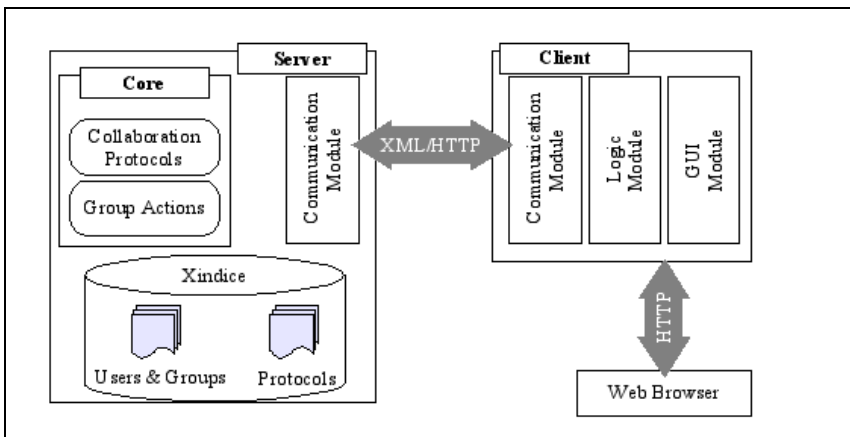 Server
Core
Collaboration
Protocols
Group Actions
Communication
Module
Xindice
Users & Groups
Protocols
XML/HTTP
Client
Communication
Module
Logic
Module
GUI
Module
HTTP
Web Browser